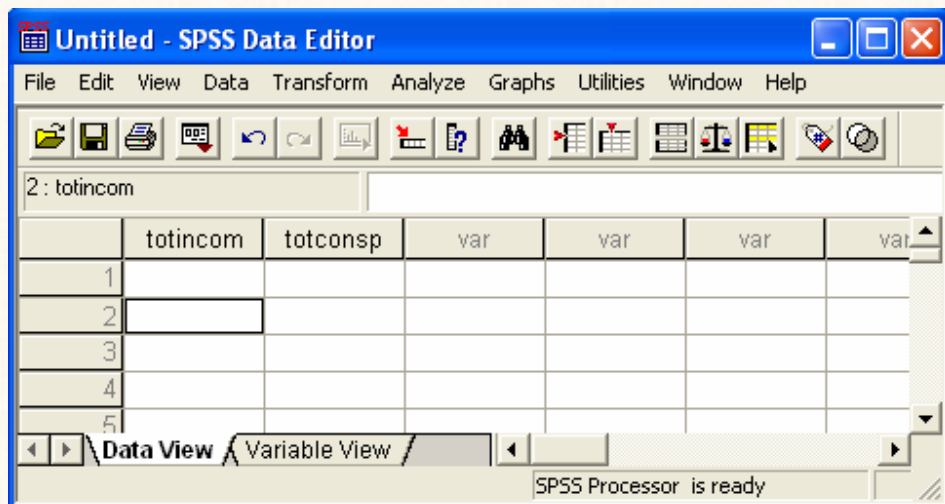 SPSS
Untitled - SPSS Data Editor
File Edit View Data Transform Analyze Graphs Utilities Window Help
2 : totincom
totincom totconsp var var var var
1
2
3
4
5
Data View Variable View
SPSS Processor is ready